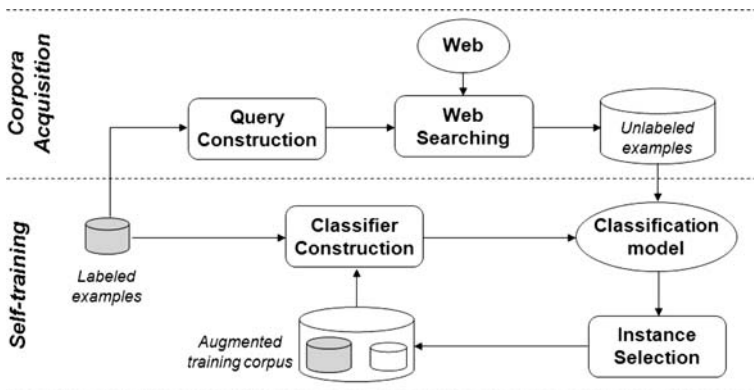 Corpora
Acquisition
Web
Query
Construction
Web
Searching
Unlabeled
examples
Self-training
Labeled
examples
Classifier
Construction
Classification
model
Augmented
training corpus
Instance
Selection